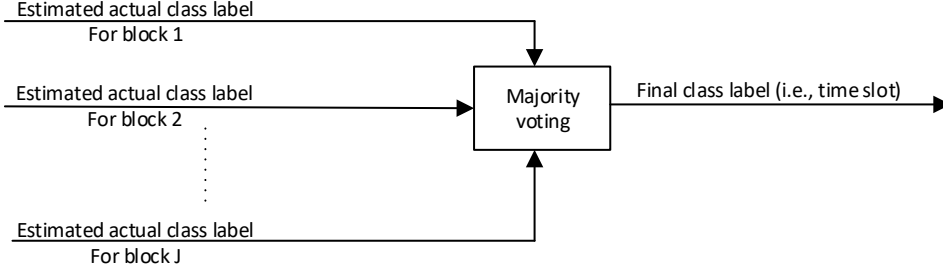 Estimated actual class label
For block 1
Estimated actual class label
For block 2
Majority
voting
Final class label (i.e., time slot)
Estimated actual class label
For block J